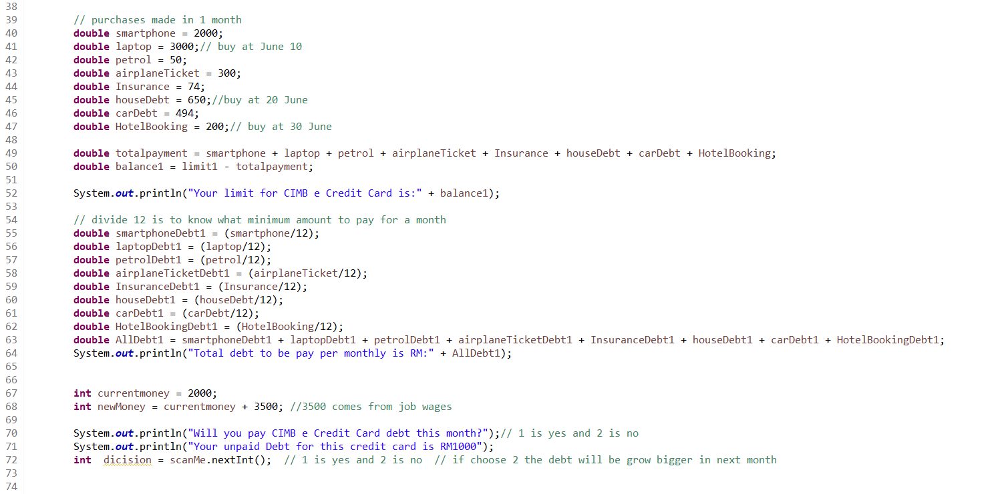 38
39 // purchases made in 1 month
40 double smartphone = 2000;
41 double laptop = 3000;// buy at June 10
42 double petrol = 50;
43 double airplaneTicket = 300;
44 double Insurance = 74;
45 double houseDebt = 650;//buy at 20 June
46 double carDebt = 494;
47 double HotelBooking = 200;// buy at 30 June
48
49 double totalpayment = smartphone + laptop + petrol + airplaneTicket + Insurance + houseDebt + carDebt + HotelBooking;
50 double balance1 = limit1 - totalpayment;
51
52 System.out.println("Your limit for CIMB e Credit Card is:" + balance1);
53
54 // divide 12 is to know what minimum amount to pay for a month
55 double smartphoneDebt1 = (smartphone/12);
56 double laptopDebt1 = (laptop/12);
57 double petrolDebt1 = (petrol/12);
58 double airplaneTicketDebt1 = (airplaneTicket/12);
59 double InsuranceDebt1 = (Insurance/12);
60 double houseDebt1 = (houseDebt/12);
61 double carDebt1 = (carDebt/12);
62 double HotelBookingDebt1 = (HotelBooking/12);
63 double AllDebt1 = smartphoneDebt1 + laptopDebt1 + petrolDebt1 + airplaneTicketDebt1 + InsuranceDebt1 + houseDebt1 + carDebt1 + HotelBookingDebt1;
64 System.out.println("Total debt to be pay per monthly is RM:" + AllDebt1);
65
66
67 int currentmoney = 2000;
68 int newMoney = currentmoney + 3500; //3500 comes from job wages
69
70 System.out.println("Will you pay CIMB e Credit Card debt this month?");// 1 is yes and 2 is no
71 System.out.println("Your unpaid Debt for this credit card is RM1000");
72 int  dicision = scanMe.nextInt();  // 1 is yes and 2 is no  // if choose 2 the debt will be grow bigger in next month
73
74